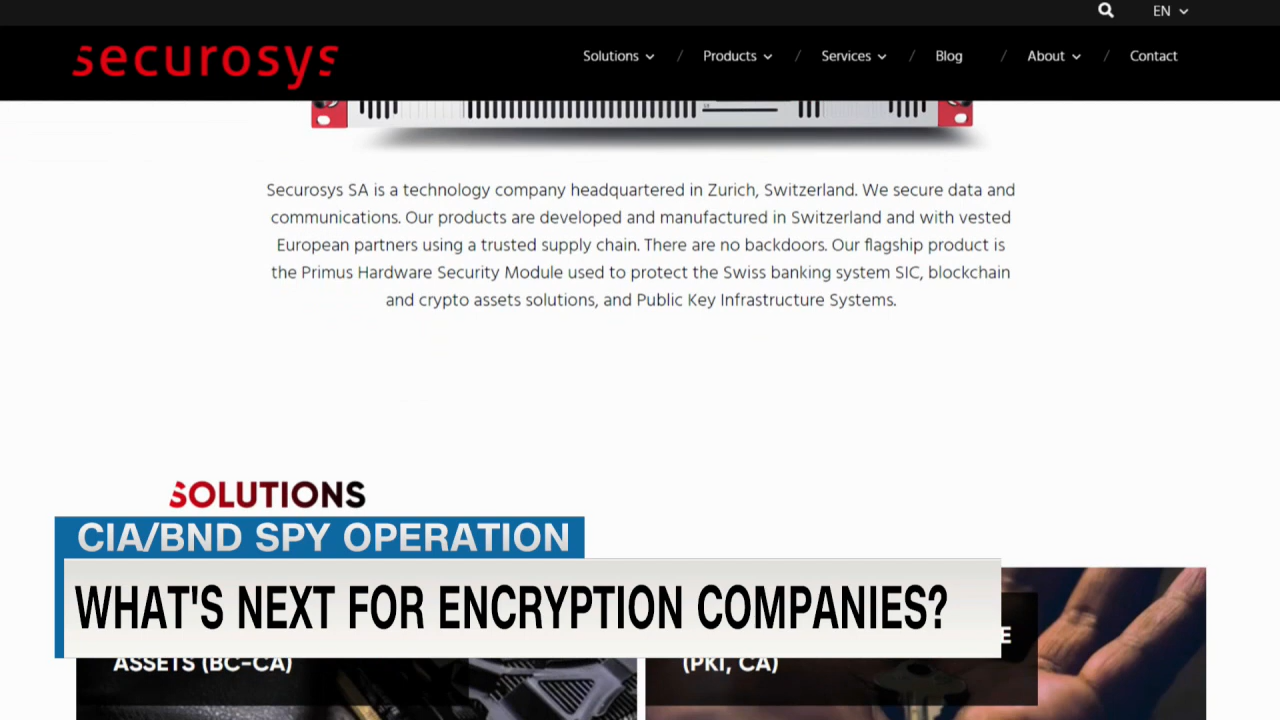 EN
securosys
Solutions / Products / Services / Blog / About / Contact
Securosys SA is a technology company headquartered in Zurich, Switzerland. We secure data and
communications. Our products are developed and manufactured in Switzerland and with vested
European partners using a trusted supply chain. There are no backdoors. Our flagship product is
the Primus Hardware Security Module used to protect the Swiss banking system SIC, blockchain
and crypto assets solutions, and Public Key Infrastructure Systems.
SOLUTIONS
CIA/BND SPY OPERATION
WHAT'S NEXT FOR ENCRYPTION COMPANIES?
ASSETS (BC-CA)
(PKI, CA)